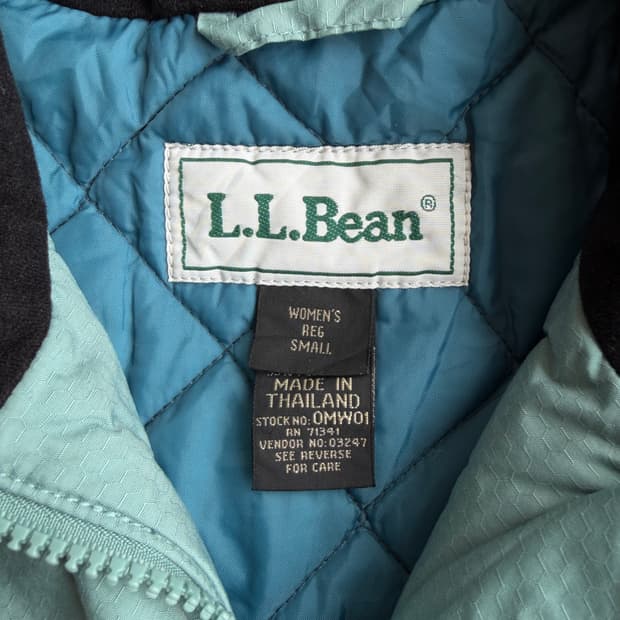 L.L.Bean®
WOMEN'S
REG
SMALL
MADE IN
THAILAND
STOCK NO: 0MW01
RN 71341
VENDOR NO: 03247
SEE REVERSE
FOR CARE